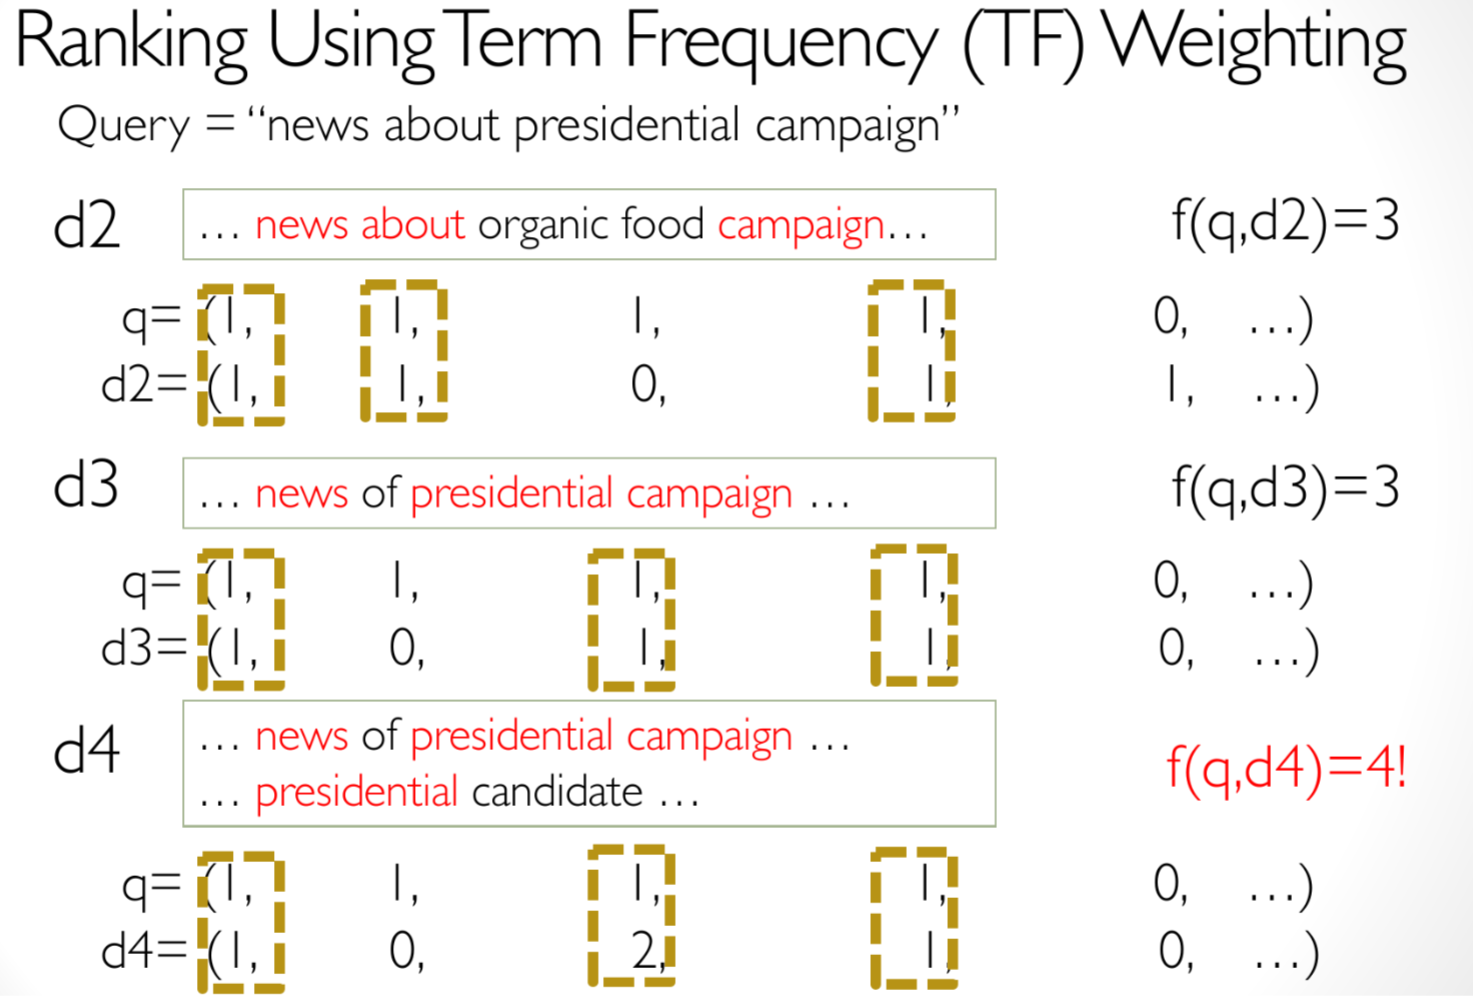 Ranking Using Term Frequency (TF) Weighting
Query = “news about presidential campaign”
d2 … news about organic food campaign… f(q,d2)=3
q= (1, 1, 1, 1, 0, …)
d2= (1, 1, 0, 1, 1, …)
d3 … news of presidential campaign … f(q,d3)=3
q= (1, 1, 1, 1, 0, …)
d3= (1, 0, 1, 1, 0, …)
d4 … news of presidential campaign …
… presidential candidate … f(q,d4)=4!
q= (1, 1, 1, 1, 0, …)
d4= (1, 0, 2, 1, 0, …)